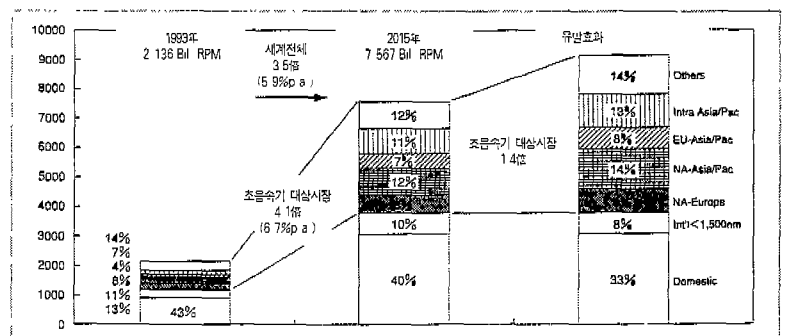 1993年
2 136 Bil RPM
세계전체
3 5倍
(5 9%p a)
2015年
7 567 Bil RPM
유발효과
10000
9000
8000
7000
6000
5000
4000
3000
2000
1000
0
초음속기 대상시장
4 1倍
(6 7%p a)
초음속기 대상시장
1 4倍
14%
7%
4%
8%
11%
13%
43%
12%
11%
7%
12%
10%
40%
14%
13%
8%
14%
8%
33%
Others
Intra Asia/Pac
EU-Asia/Pac
NA-Asia/Pac
NA-Europe
Int'l<1,500nm
Domestic